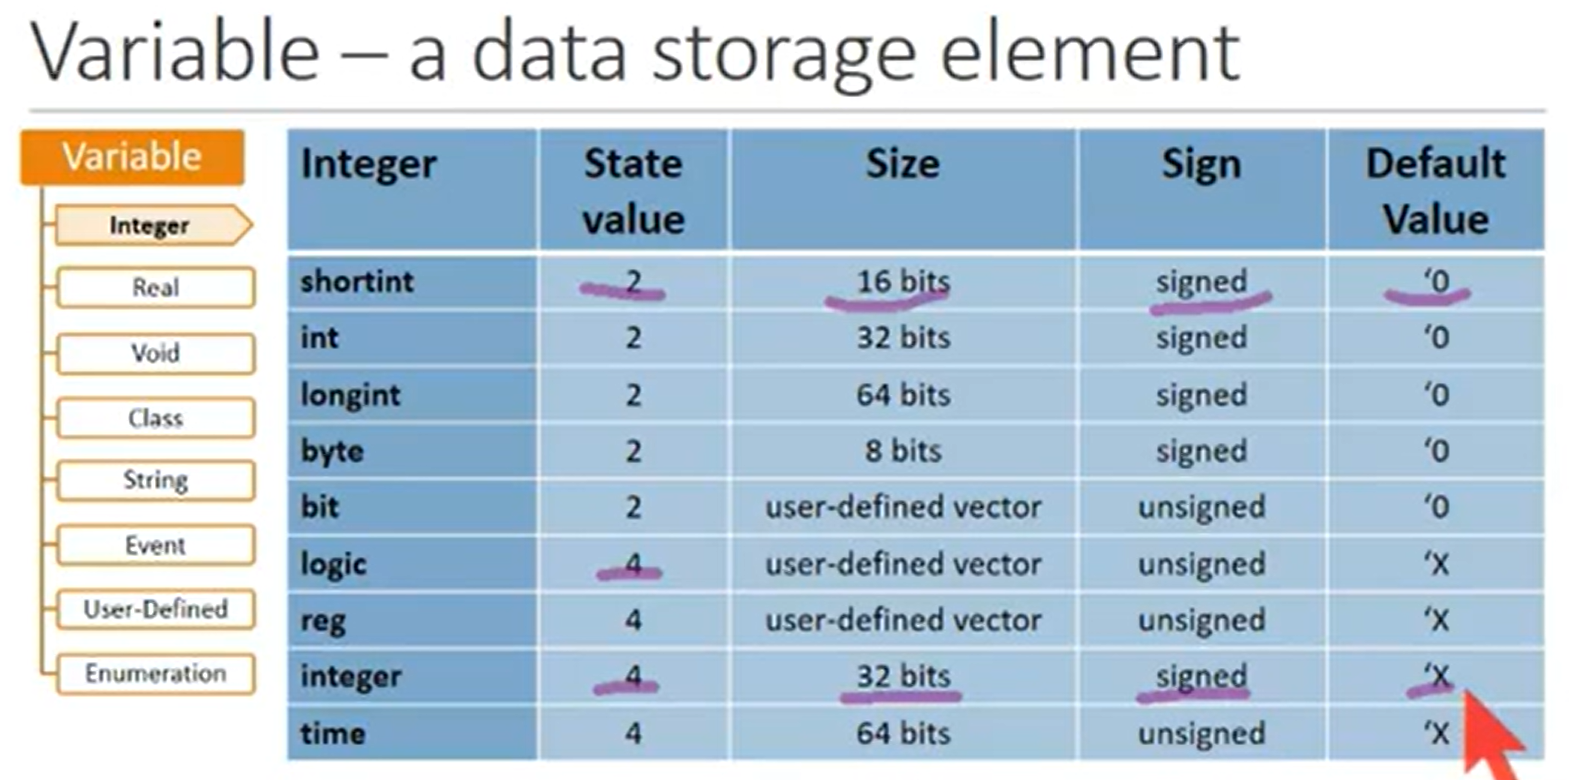 Variable – a data storage element
Variable
Integer
Real
Void
Class
String
Event
User-Defined
Enumeration
Integer State value Size Sign Default Value
shortint 2 16 bits signed ‘0
int 2 32 bits signed ‘0
longint 2 64 bits signed ‘0
byte 2 8 bits signed ‘0
bit 2 user-defined vector unsigned ‘0
logic 4 user-defined vector unsigned ‘X
reg 4 user-defined vector unsigned ‘X
integer 4 32 bits signed ‘X
time 4 64 bits unsigned ‘X